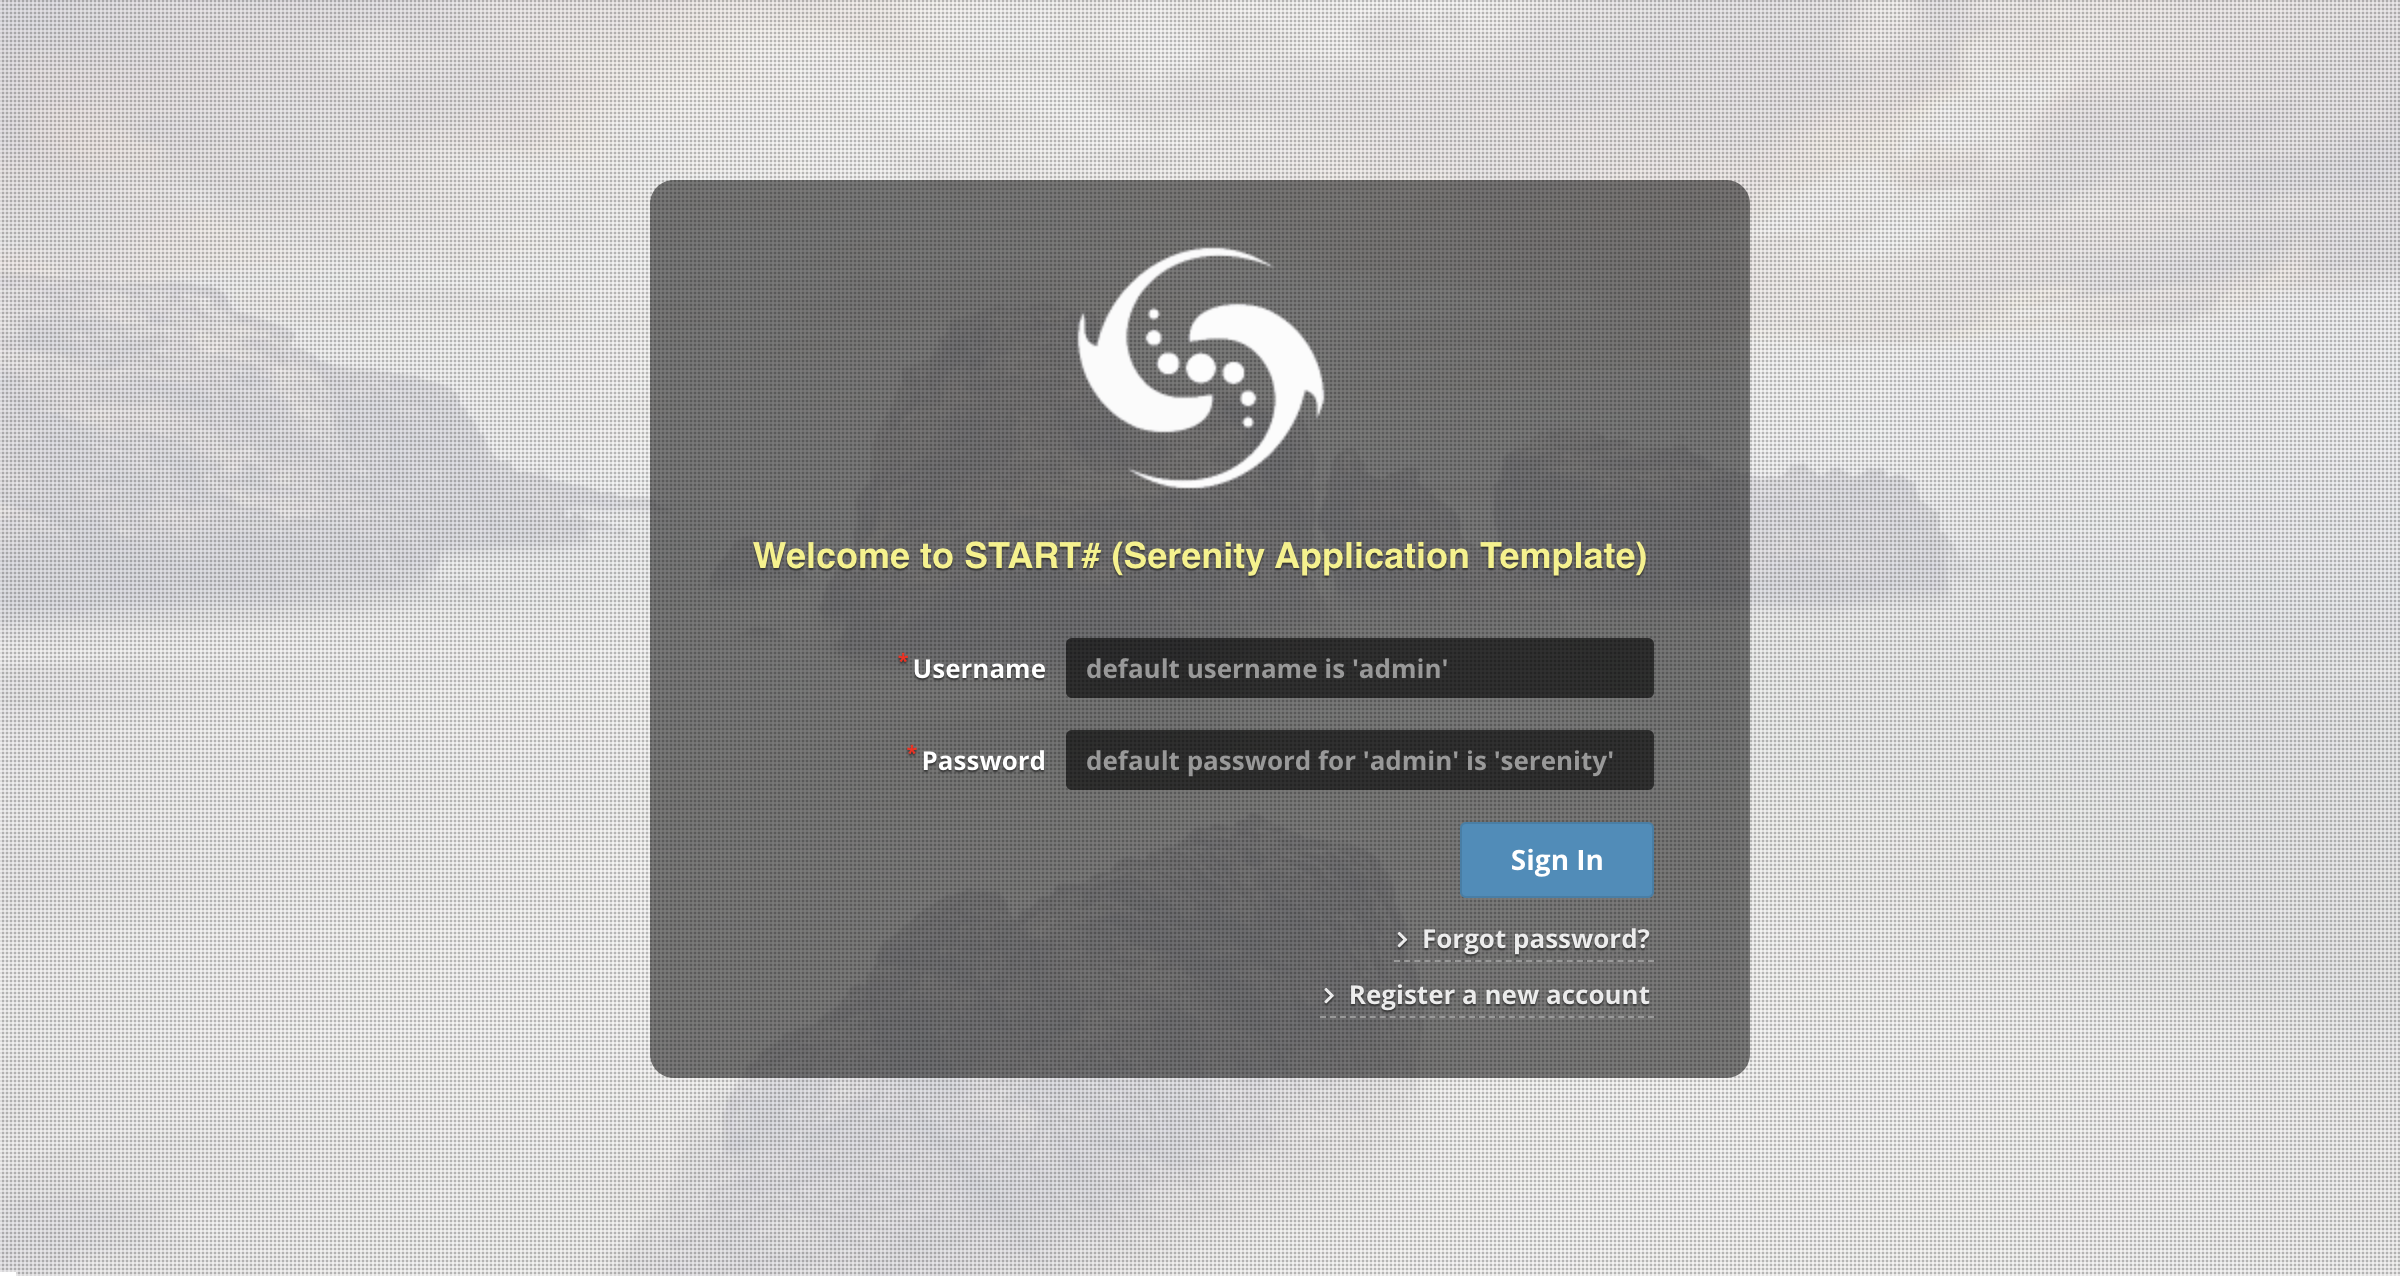 Welcome to START# (Serenity Application Template)
* Username
default username is 'admin'
* Password
default password for 'admin' is 'serenity'
Sign In
Forgot password?
Register a new account